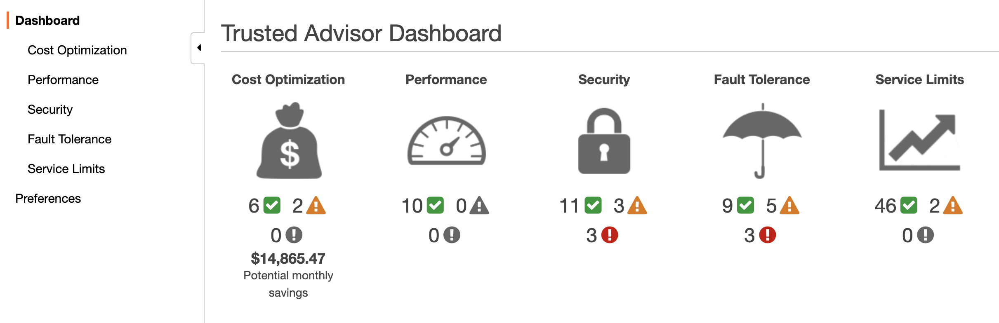 Dashboard
Cost Optimization
Performance
Security
Fault Tolerance
Service Limits
Preferences
Trusted Advisor Dashboard
Cost Optimization
$
6 2
0
$14,865.47
Potential monthly
savings
Performance
10 0
0
Security
11 3
3
Fault Tolerance
9 5
3
Service Limits
46 2
0